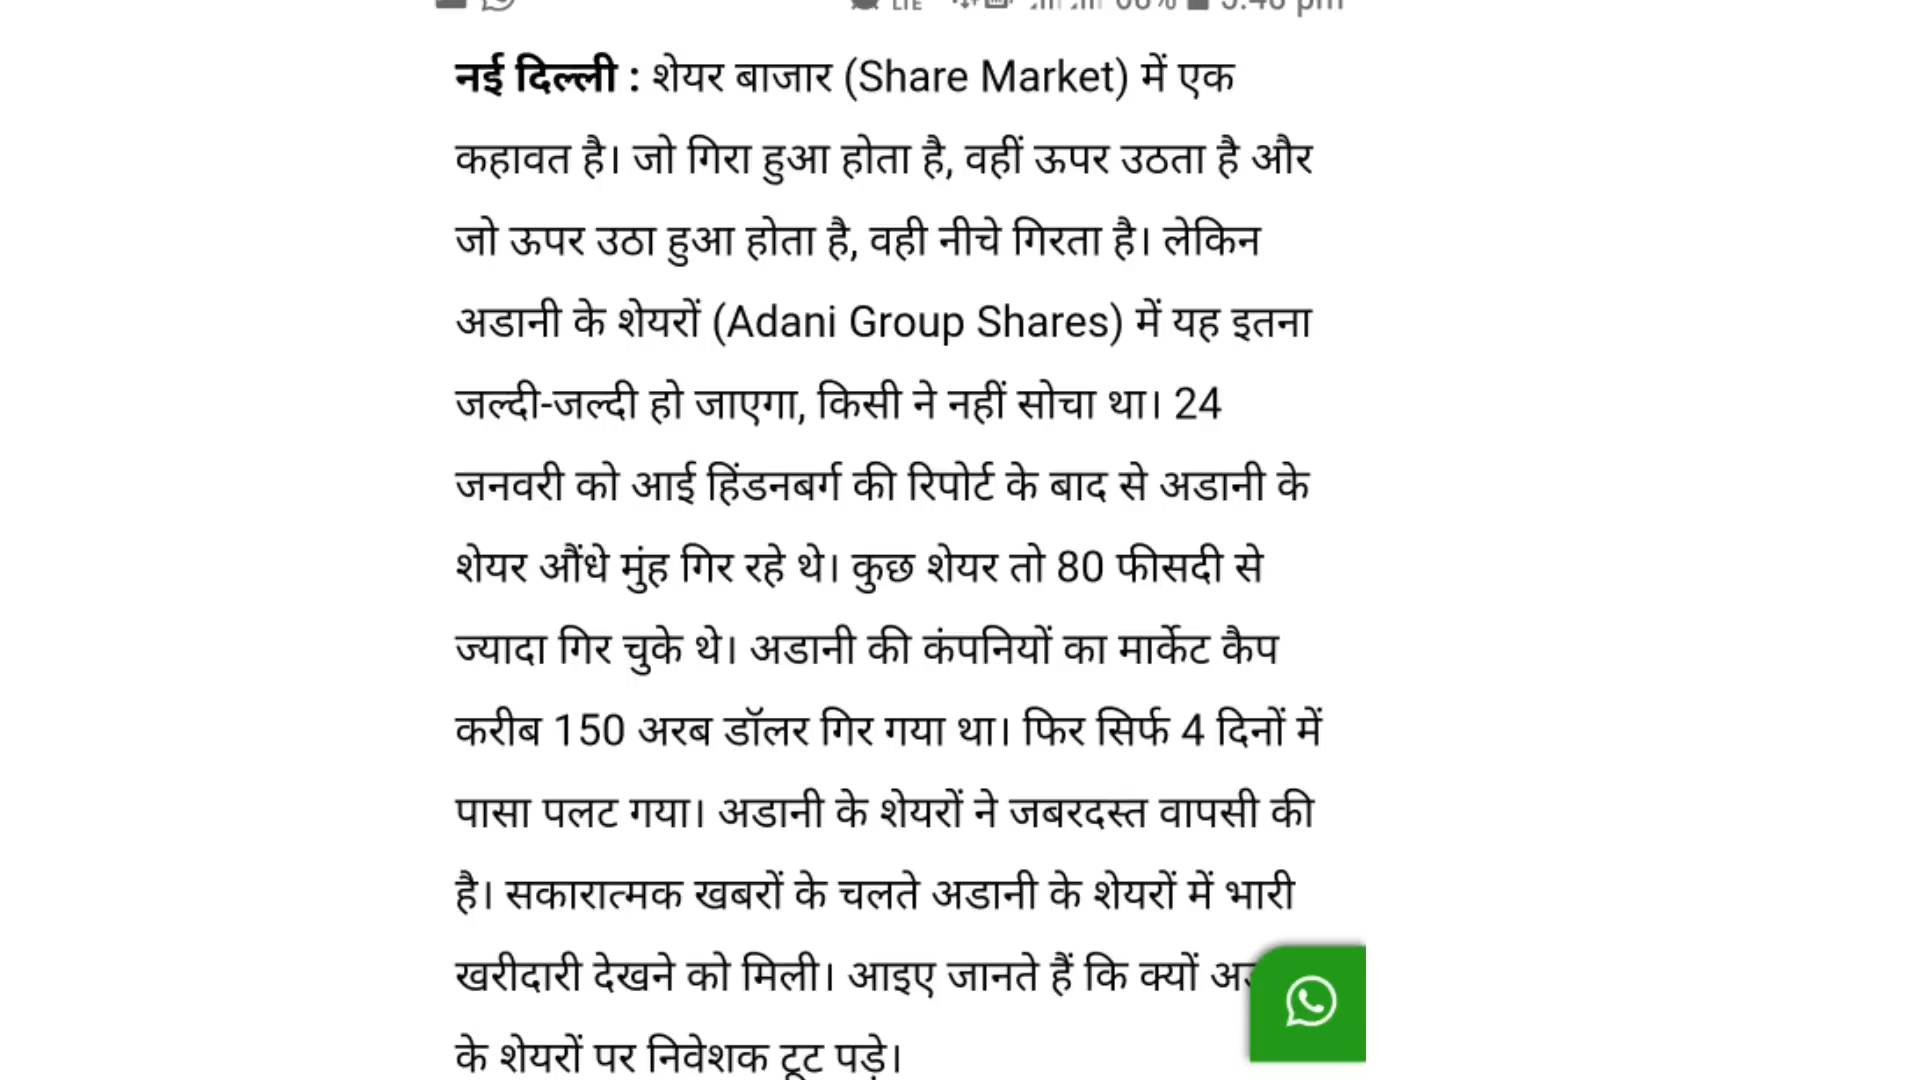 नई दिल्ली : शेयर बाजार (Share Market) में एक
कहावत है। जो गिरा हुआ होता है, वहीं ऊपर उठता है और
जो ऊपर उठा हुआ होता है, वही नीचे गिरता है। लेकिन
अडानी के शेयरों (Adani Group Shares) में यह इतना
जल्दी-जल्दी हो जाएगा, किसी ने नहीं सोचा था। 24
जनवरी को आई हिंडनबर्ग की रिपोर्ट के बाद से अडानी के
शेयर औंधे मुंह गिर रहे थे। कुछ शेयर तो 80 फीसदी से
ज्यादा गिर चुके थे। अडानी की कंपनियों का मार्केट कैप
करीब 150 अरब डॉलर गिर गया था। फिर सिर्फ 4 दिनों में
पासा पलट गया। अडानी के शेयरों ने जबरदस्त वापसी की
है। सकारात्मक खबरों के चलते अडानी के शेयरों में भारी
खरीदारी देखने को मिली। आइए जानते हैं कि क्यों
के शेयरों पर निवेशक टूट पड़े।